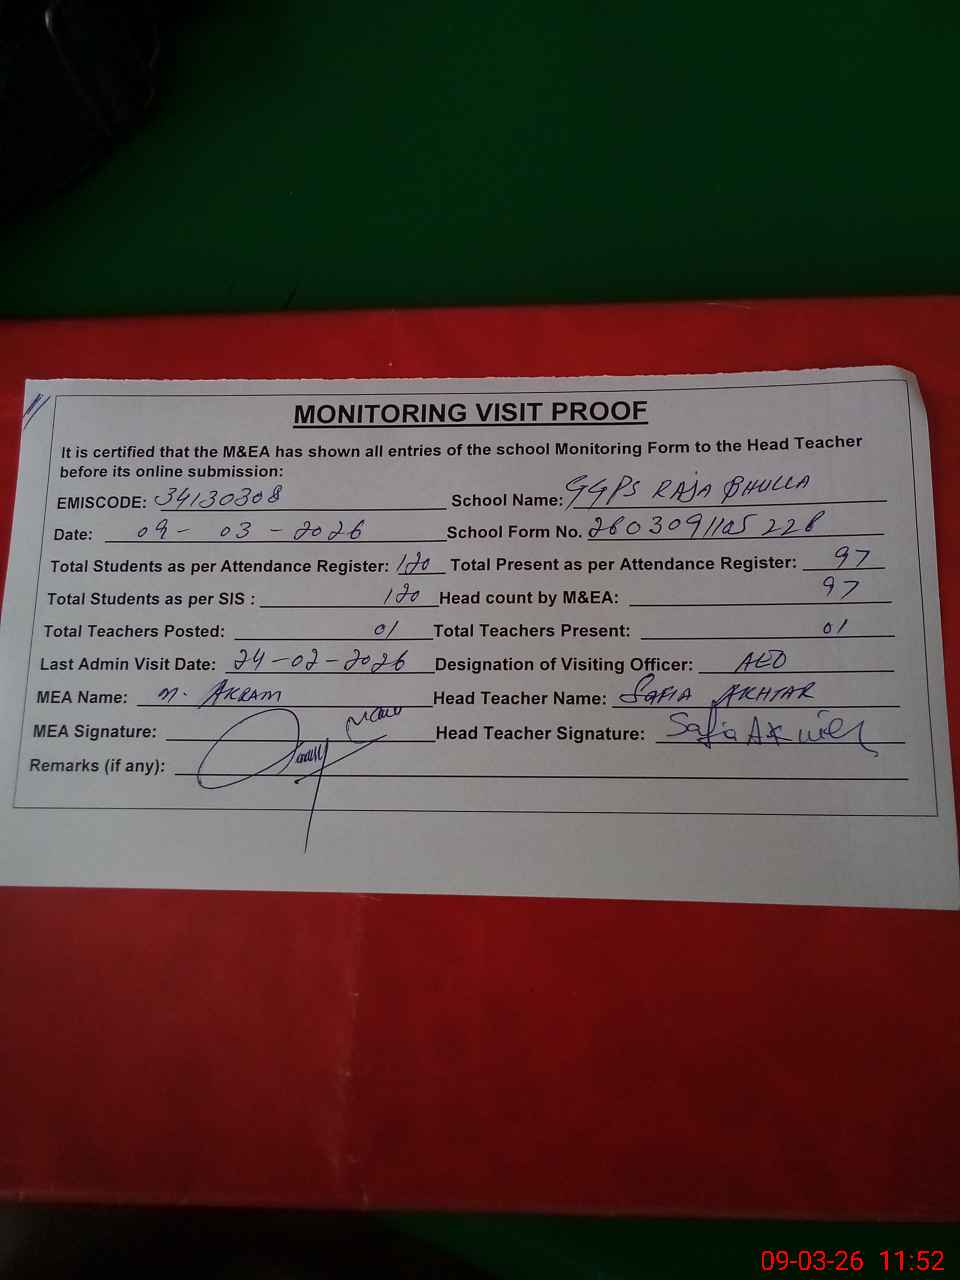 MONITORING VISIT PROOF
It is certified that the M&EA has shown all entries of the school Monitoring Form to the Head Teacher
before its online submission:
EMISCODE: 34130308 School Name: GGPS RAJA BHULLA
Date: 09-03-2026 School Form No. 2603091105228
Total Students as per Attendance Register: 120 Total Present as per Attendance Register: 97
Total Students as per SIS : 120 Head count by M&EA: 97
Total Teachers Posted: 01 Total Teachers Present: 01
Last Admin Visit Date: 24-02-2026 Designation of Visiting Officer: AEO
MEA Name: M. AKRAM Head Teacher Name: SAFIA AKHTAR
MEA Signature: Head Teacher Signature: Safia Akhter
Remarks (if any):
09-03-26 11:52